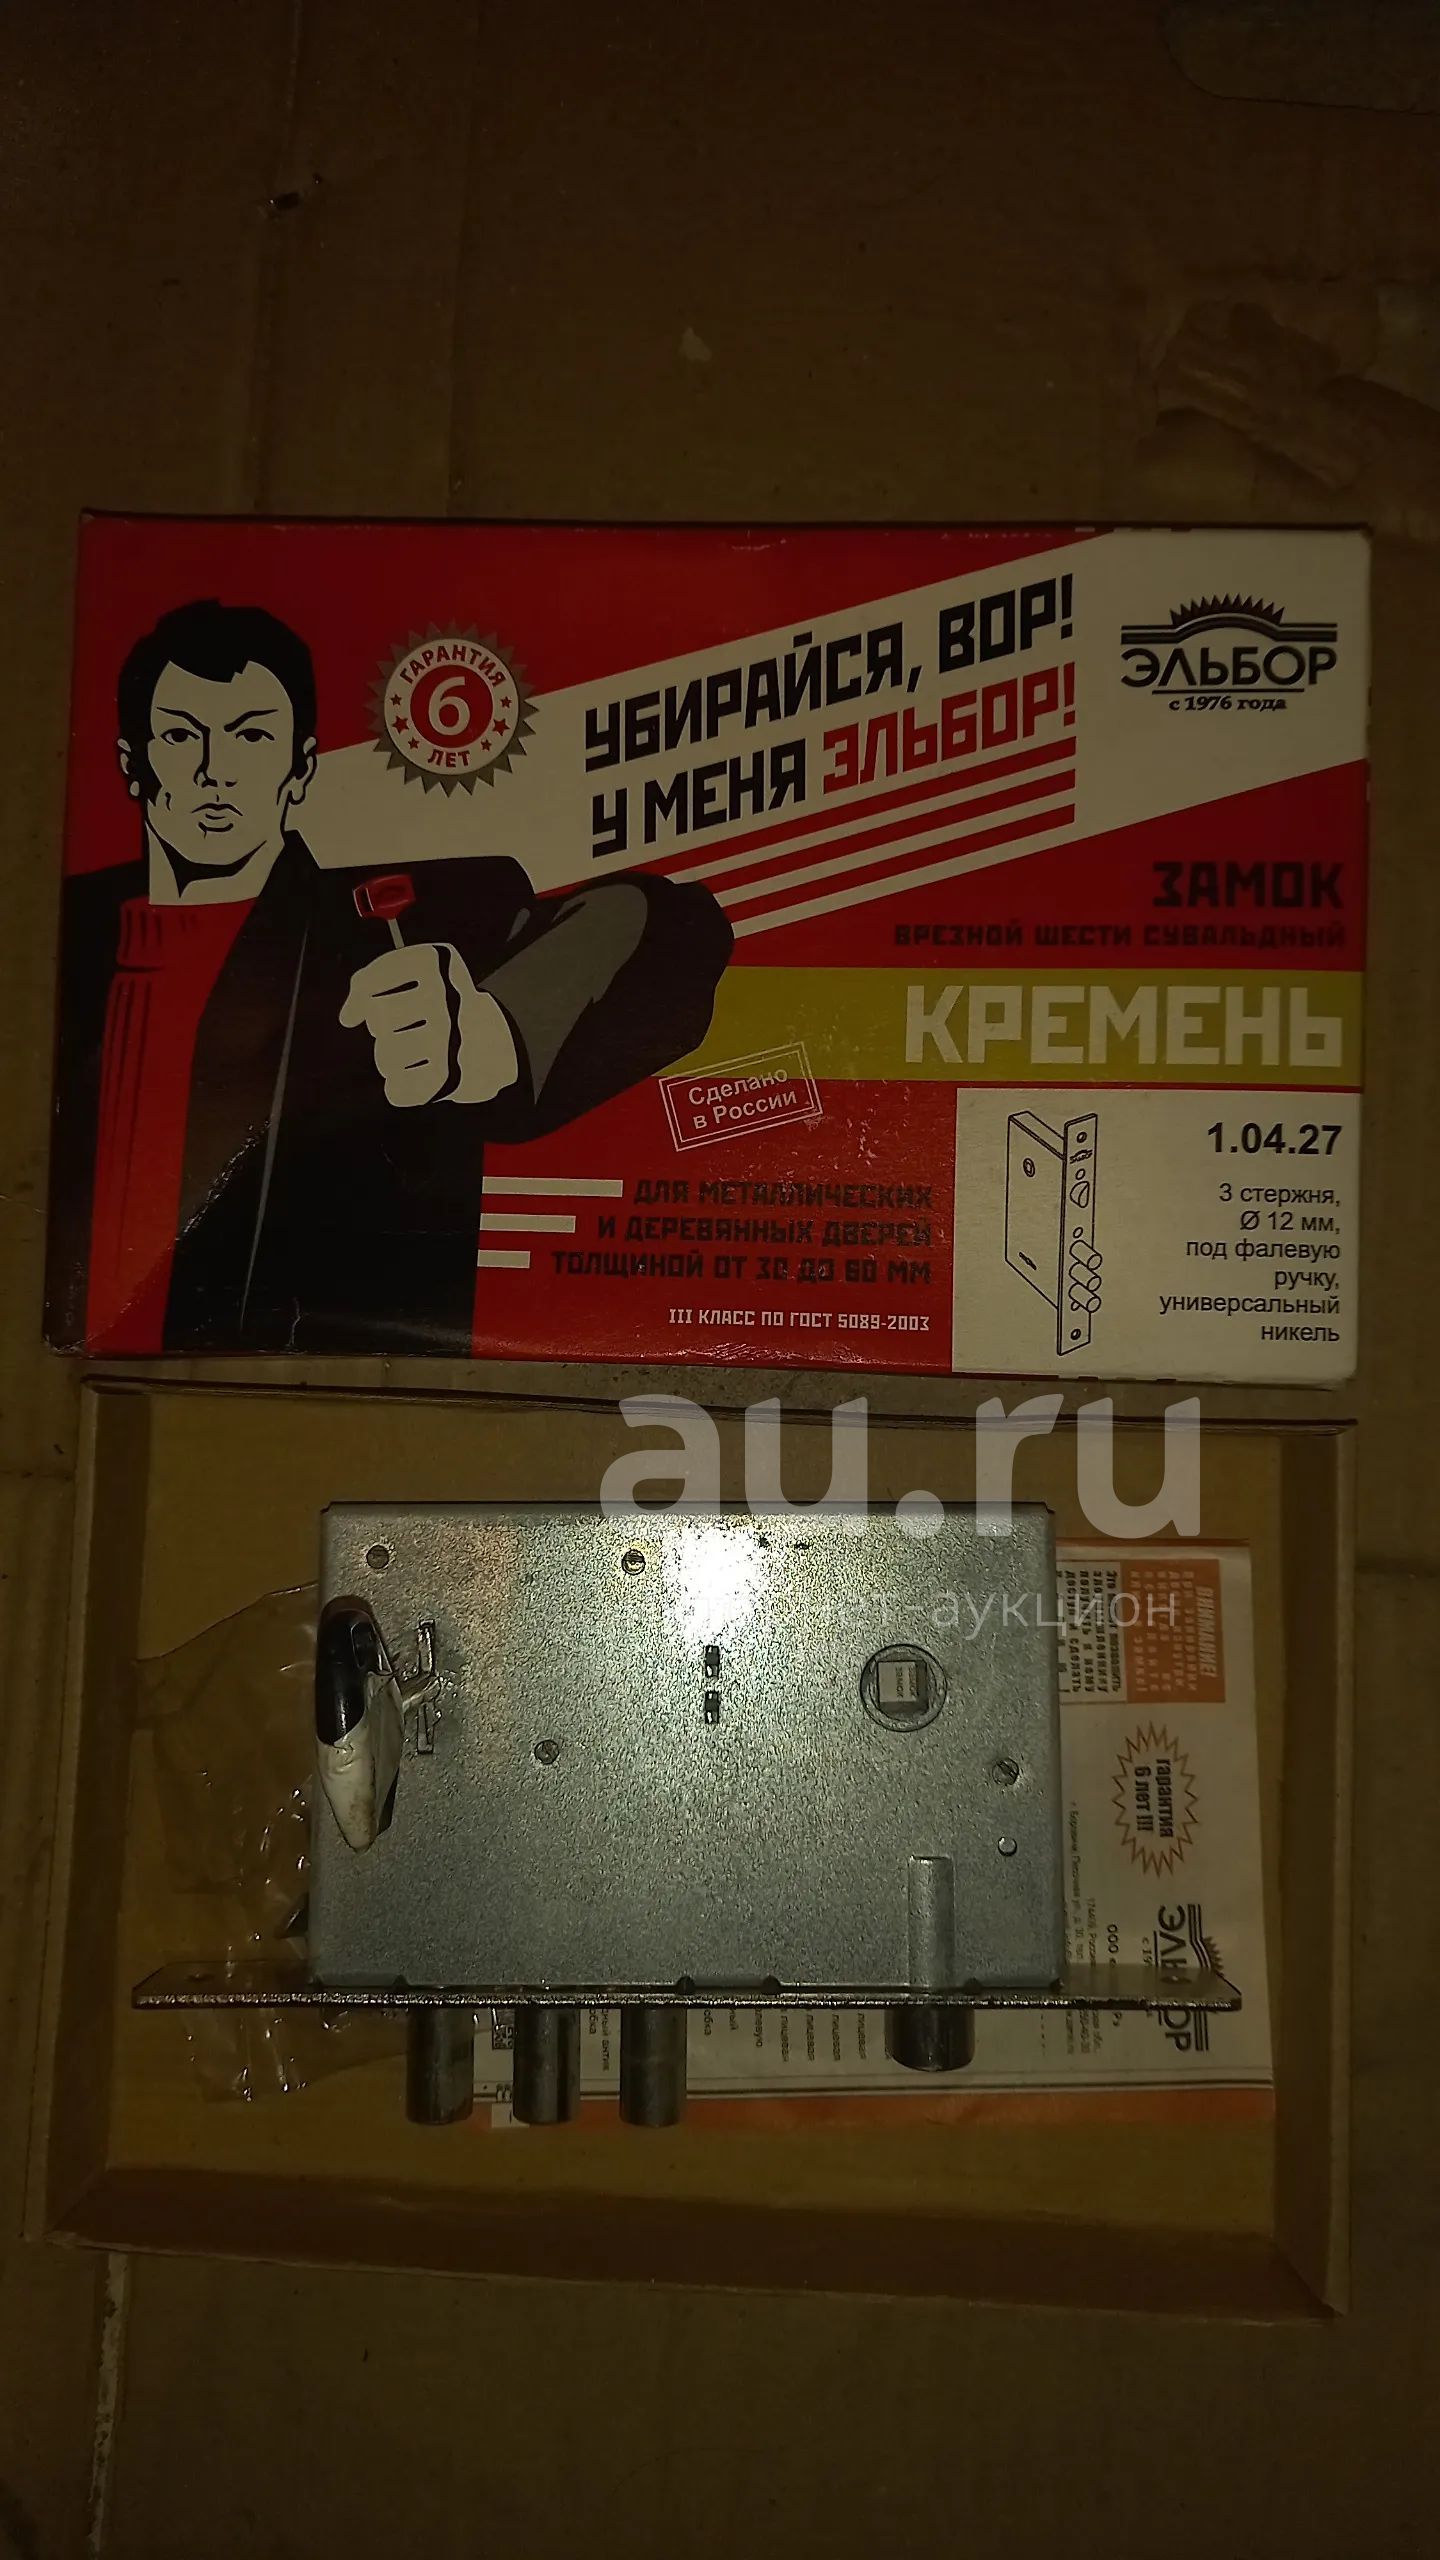 ГАРАНТИЯ
6
ЛЕТ
УБИРАЙСЯ, ВОР!
У МЕНЯ ЭЛЬБОР!
ЭЛЬБОР
с 1976 года
ЗАМОК
ВРЕЗНОЙ ШЕСТИ СУВАЛЬДНЫЙ
КРЕМЕНЬ
Сделано
в России
ДЛЯ МЕТАЛЛИЧЕСКИХ
И ДЕРЕВЯННЫХ ДВЕРЕЙ
ТОЛЩИНОЙ ОТ 30 ДО 60 ММ
III КЛАСС ПО ГОСТ 5089-2003
1.04.27
3 стержня,
Ø 12 мм,
под фалевую
ручку,
универсальный
никель
au.ru
-аукцион
ВНИМАНИЕ!
гарантия
6 лет !!!
ООО